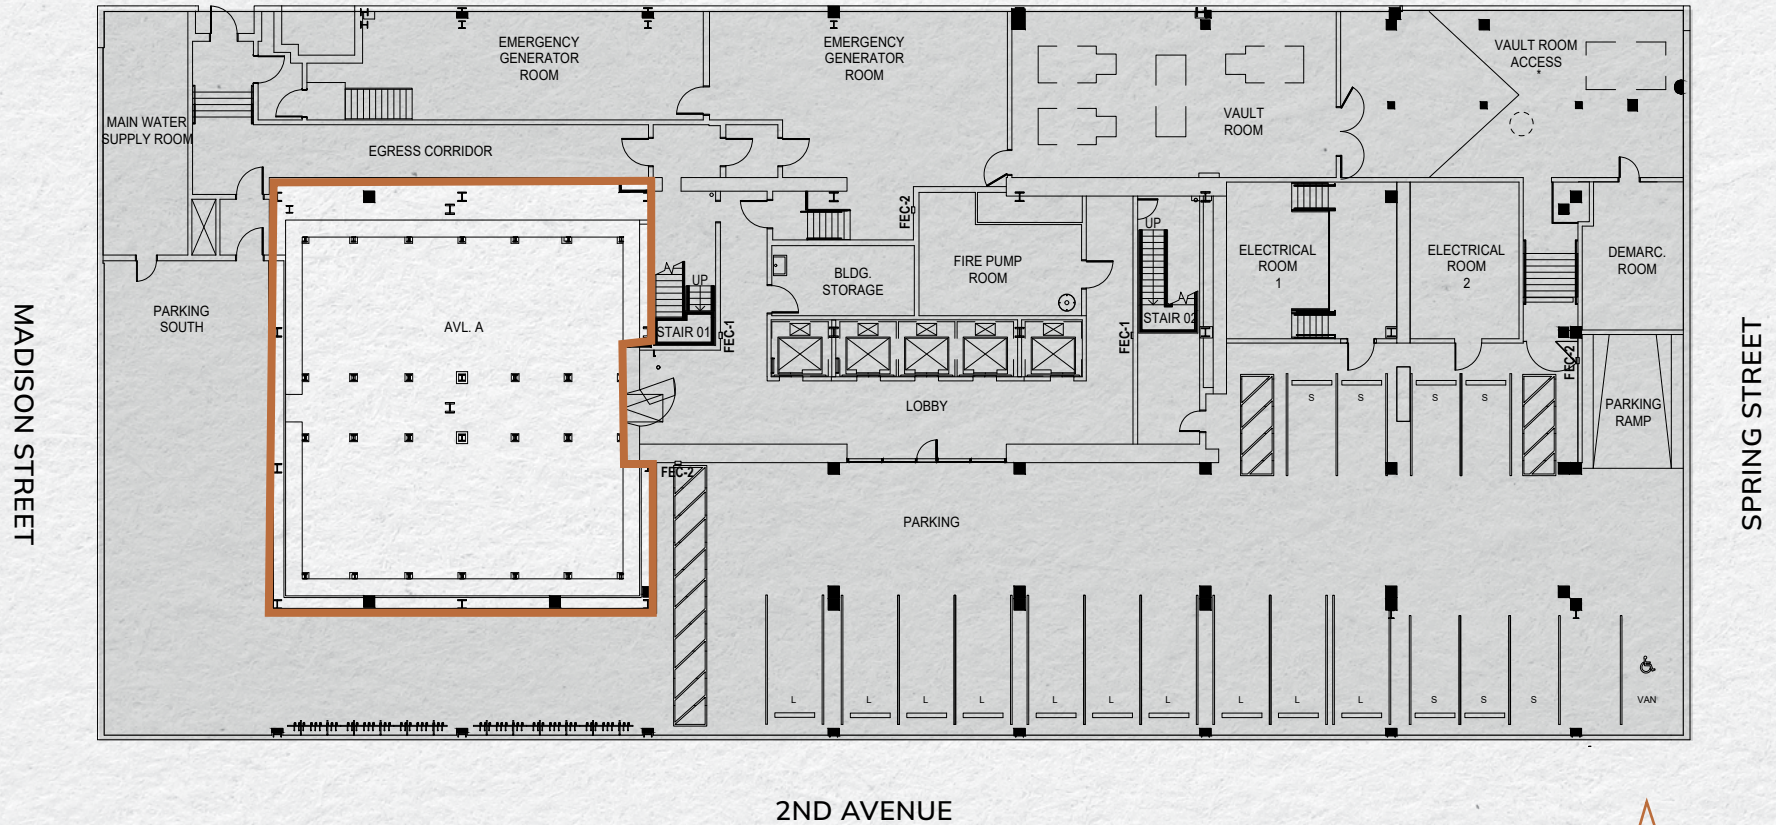 EMERGENCY
GENERATOR
ROOM
EMERGENCY
GENERATOR
ROOM
VAULT ROOM
ACCESS
*
MAIN WATER
SUPPLY ROOM
VAULT
ROOM
EGRESS CORRIDOR
FEC-2
UP
ELECTRICAL
ROOM
1
ELECTRICAL
ROOM
2
DEMARC.
ROOM
FIRE PUMP
ROOM
BLDG.
STORAGE
UP
PARKING
SOUTH
AVL. A
STAIR 01
FEC-1
FEC-1
STAIR 02
FEC-2
MADISON STREET
SPRING STREET
LOBBY
S
S
S
S
PARKING
RAMP
FEC-2
PARKING
L
L
L
L
L
L
L
L
L
L
S
S
S
VAN
2ND AVENUE